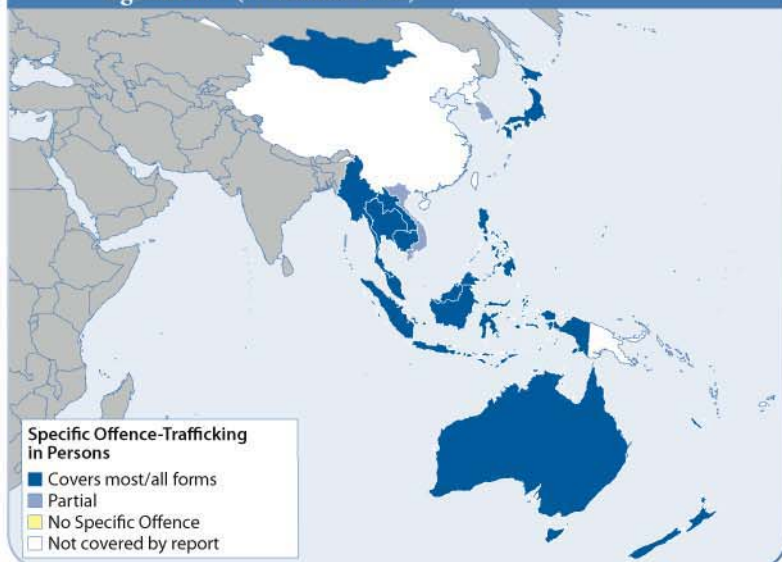 Specific Offence-Trafficking
in Persons
Covers most/all forms
Partial
No Specific Offence
Not covered by report